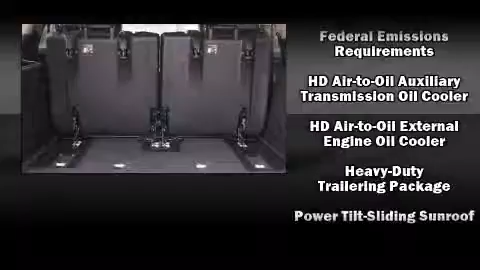 Federal Emissions
Requirements
HD Air-to-Oil Auxiliary
Transmission Oil Cooler
HD Air-to-Oil External
Engine Oil Cooler
Heavy-Duty
Trailering Package
Power Tilt-Sliding Sunroof